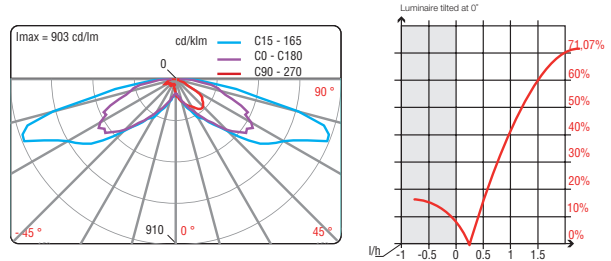 Imax = 903 cd/lm
cd/klm
C15 - 165
C0 - C180
C90 - 270
0
90 °
910
0 °
- 45 °
45 °
Luminaire tilted at 0°
71.07%
60%
50%
40%
30%
20%
10%
0%
l/h
-1
-0.5
0
0.5
1
1.5